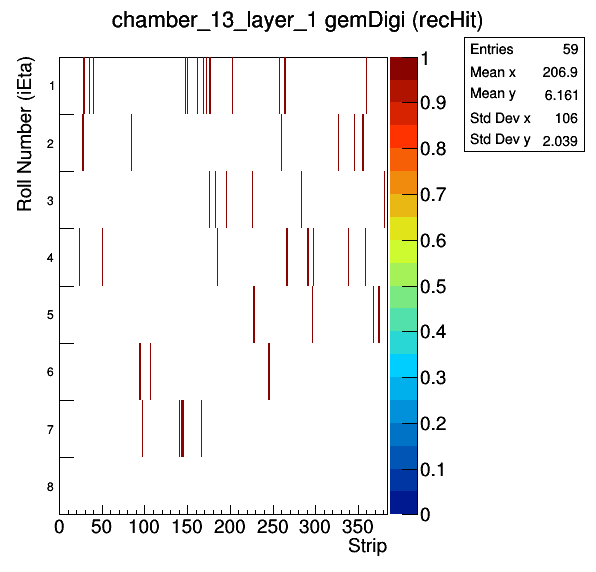 chamber_13_layer_1 gemDigi (recHit)
Entries 59
Mean x 206.9
Mean y 6.161
Std Dev x 106
Std Dev y 2.039
Roll Number (iEta)
1
2
3
4
5
6
7
8
0 50 100 150 200 250 300 350
Strip
1
0.9
0.8
0.7
0.6
0.5
0.4
0.3
0.2
0.1
0